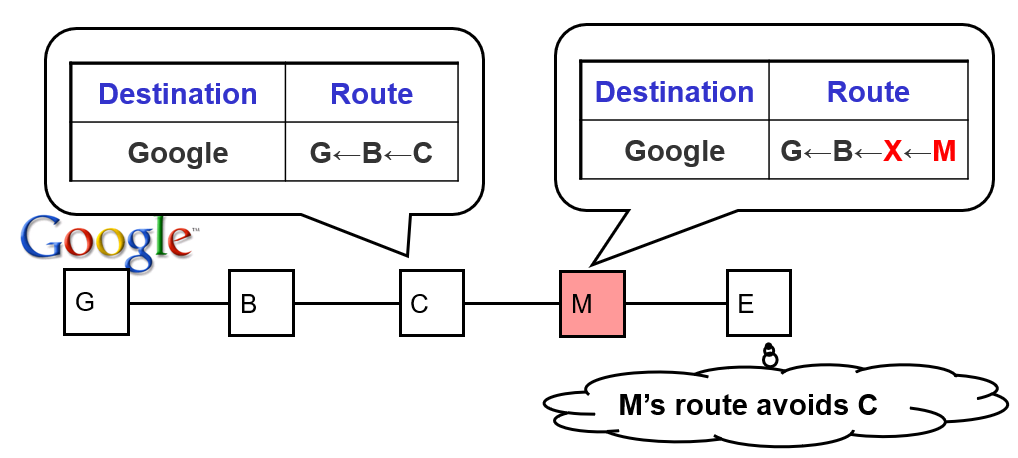 Destination Route
Google G←B←C
Destination Route
Google G←B←X←M
Google™
G B C M E
M's route avoids C